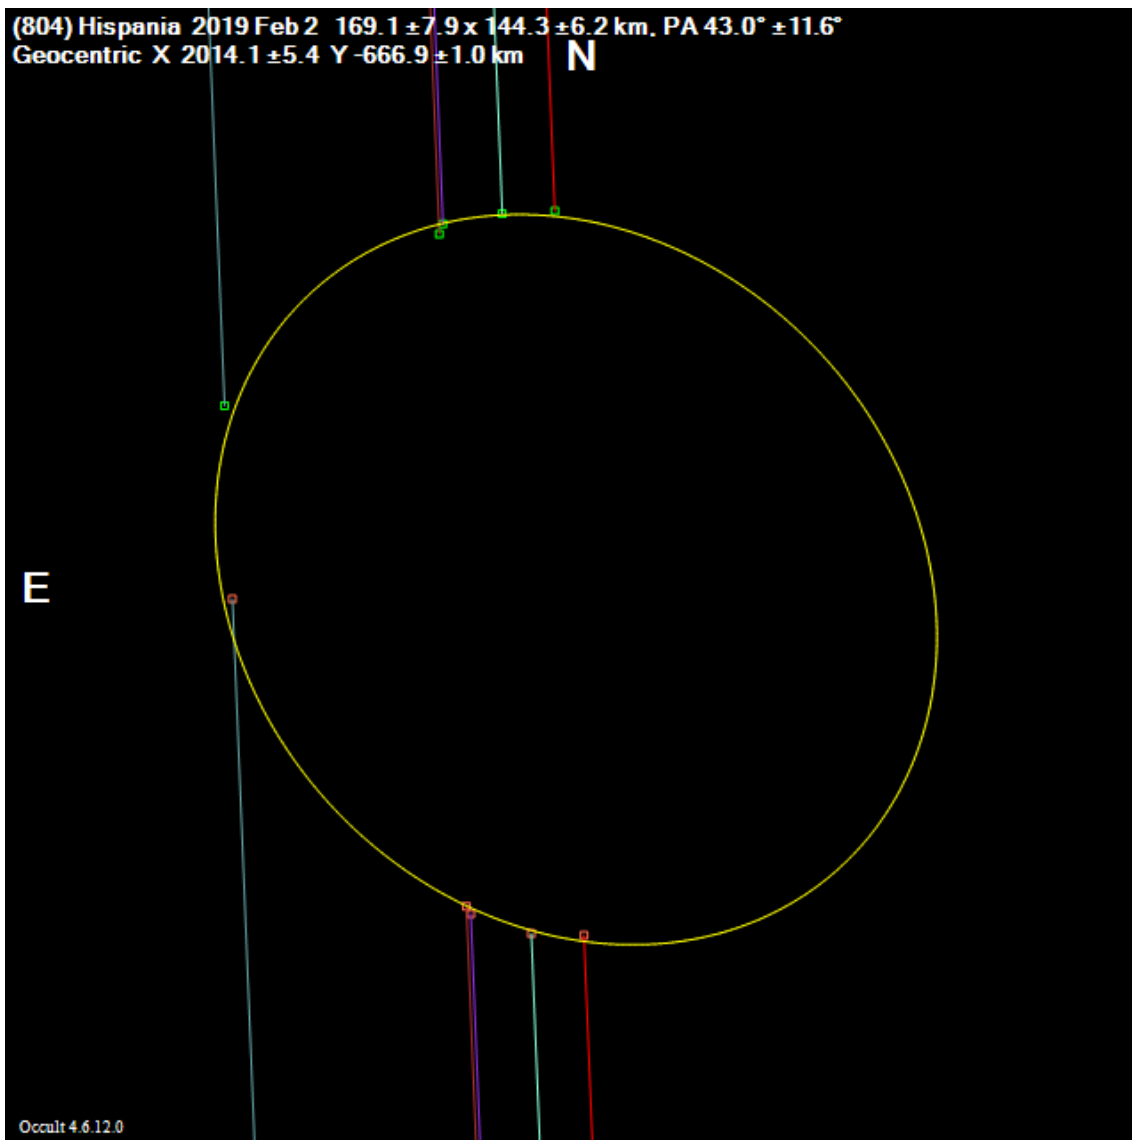 (804) Hispania 2019 Feb 2 169.1 ±7.9 x 144.3 ±6.2 km, PA 43.0° ±11.6°
Geocentric X 2014.1 ±5.4 Y -666.9 ±1.0 km
N
E
Occult 4.6.12.0